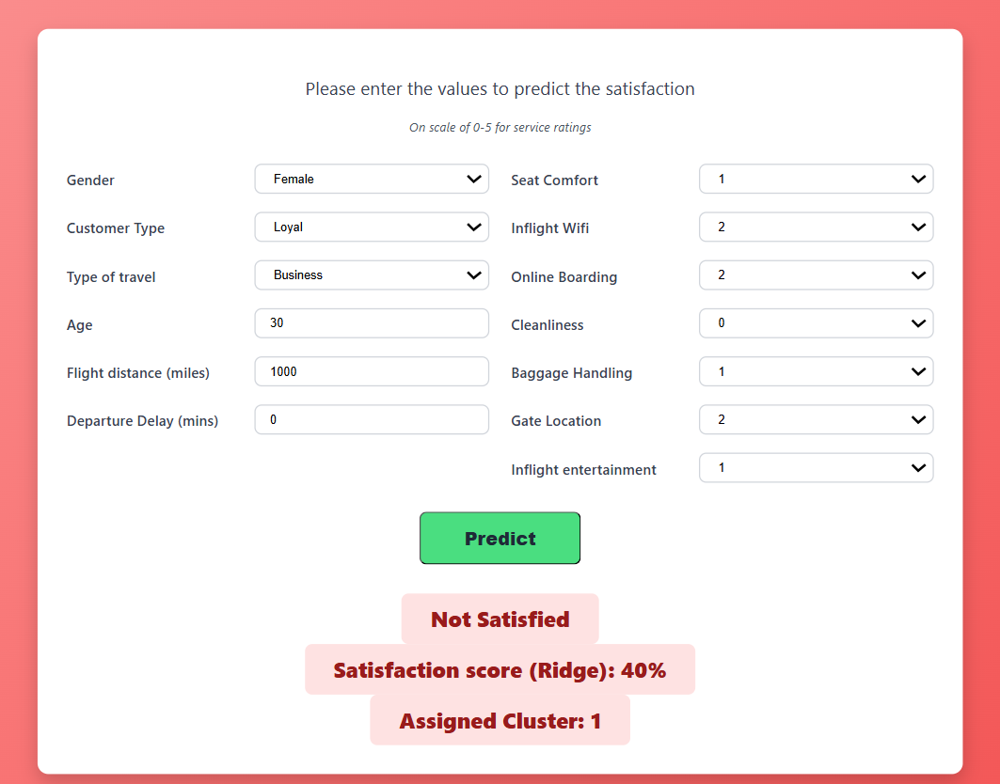 Please enter the values to predict the satisfaction
On scale of 0-5 for service ratings
Gender
Female
Customer Type
Loyal
Type of travel
Business
Age
30
Flight distance (miles)
1000
Departure Delay (mins)
0
Seat Comfort
1
Inflight Wifi
2
Online Boarding
2
Cleanliness
0
Baggage Handling
1
Gate Location
2
Inflight entertainment
1
Predict
Not Satisfied
Satisfaction score (Ridge): 40%
Assigned Cluster: 1